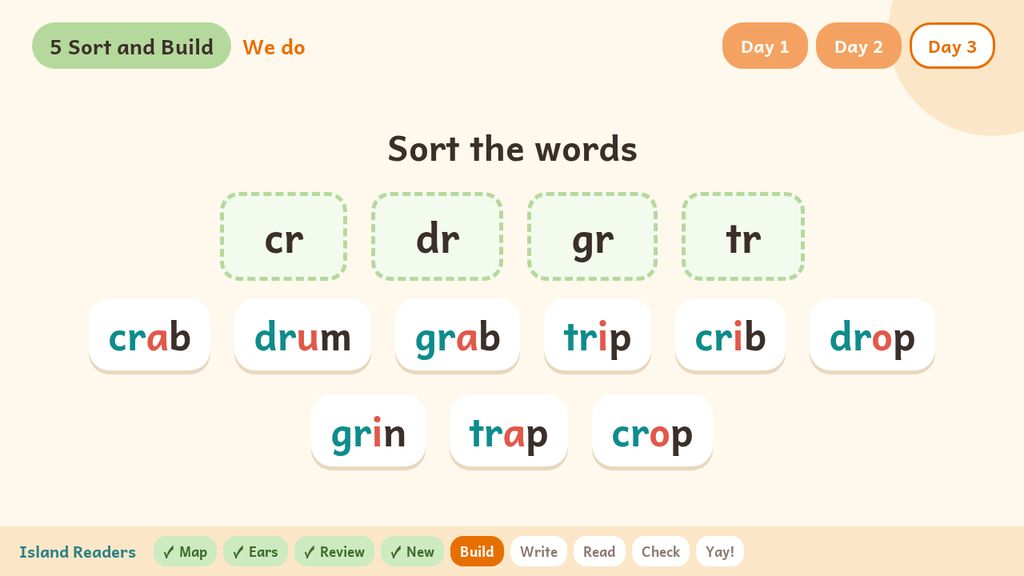 5 Sort and Build We do Day 1 Day 2 Day 3
Sort the words
cr dr gr tr
crab drum grab trip crib drop
grin trap crop
Island Readers ✓ Map ✓ Ears ✓ Review ✓ New Build Write Read Check Yay!